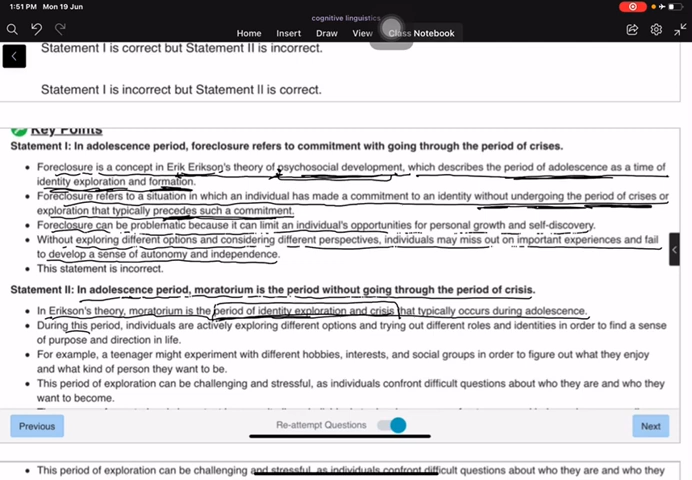 1:51 PM Mon 19 Jun
cognitive linguistics
Home Insert Draw View Class Notebook
Statement I is correct but Statement II is incorrect.
Statement I is incorrect but Statement II is correct.
Key Points
Statement I: In adolescence period, foreclosure refers to commitment with going through the period of crises.
• Foreclosure is a concept in Erik Erikson's theory of psychosocial development, which describes the period of adolescence as a time of
identity exploration and formation.
• Foreclosure refers to a situation in which an individual has made a commitment to an identity without undergoing the period of crises or
exploration that typically precedes such a commitment.
• Foreclosure can be problematic because it can limit an individual's opportunities for personal growth and self-discovery.
• Without exploring different options and considering different perspectives, individuals may miss out on important experiences and fail
to develop a sense of autonomy and independence.
• This statement is incorrect.
Statement II: In adolescence period, moratorium is the period without going through the period of crisis.
• In Erikson's theory, moratorium is the period of identity exploration and crisis that typically occurs during adolescence.
• During this period, individuals are actively exploring different options and trying out different roles and identities in order to find a sense
of purpose and direction in life.
• For example, a teenager might experiment with different hobbies, interests, and social groups in order to figure out what they enjoy
and what kind of person they want to be.
• This period of exploration can be challenging and stressful, as individuals confront difficult questions about who they are and who they
want to become.
Previous Re-attempt Questions Next
• This period of exploration can be challenging and stressful, as individuals confront difficult questions about who they are and who they